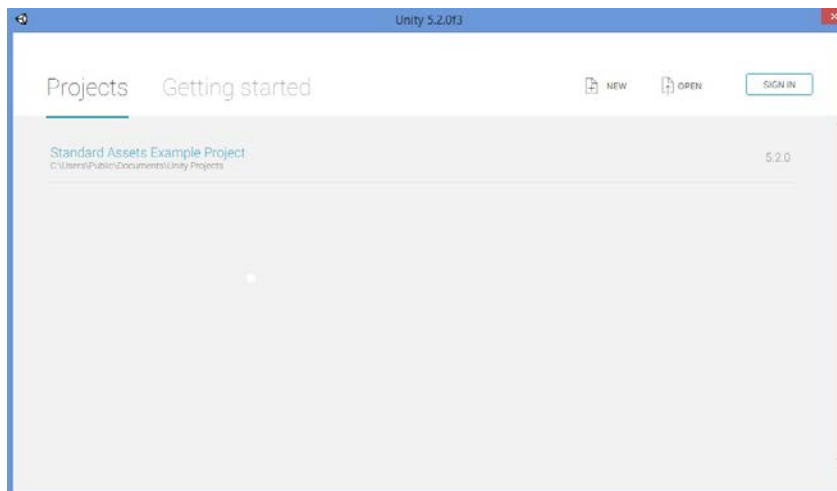 Unity 5.2.0f3
Projects Getting started NEW OPEN SIGN IN
Standard Assets Example Project 5.2.0
C:\Users\Public\Documents\Unity Projects